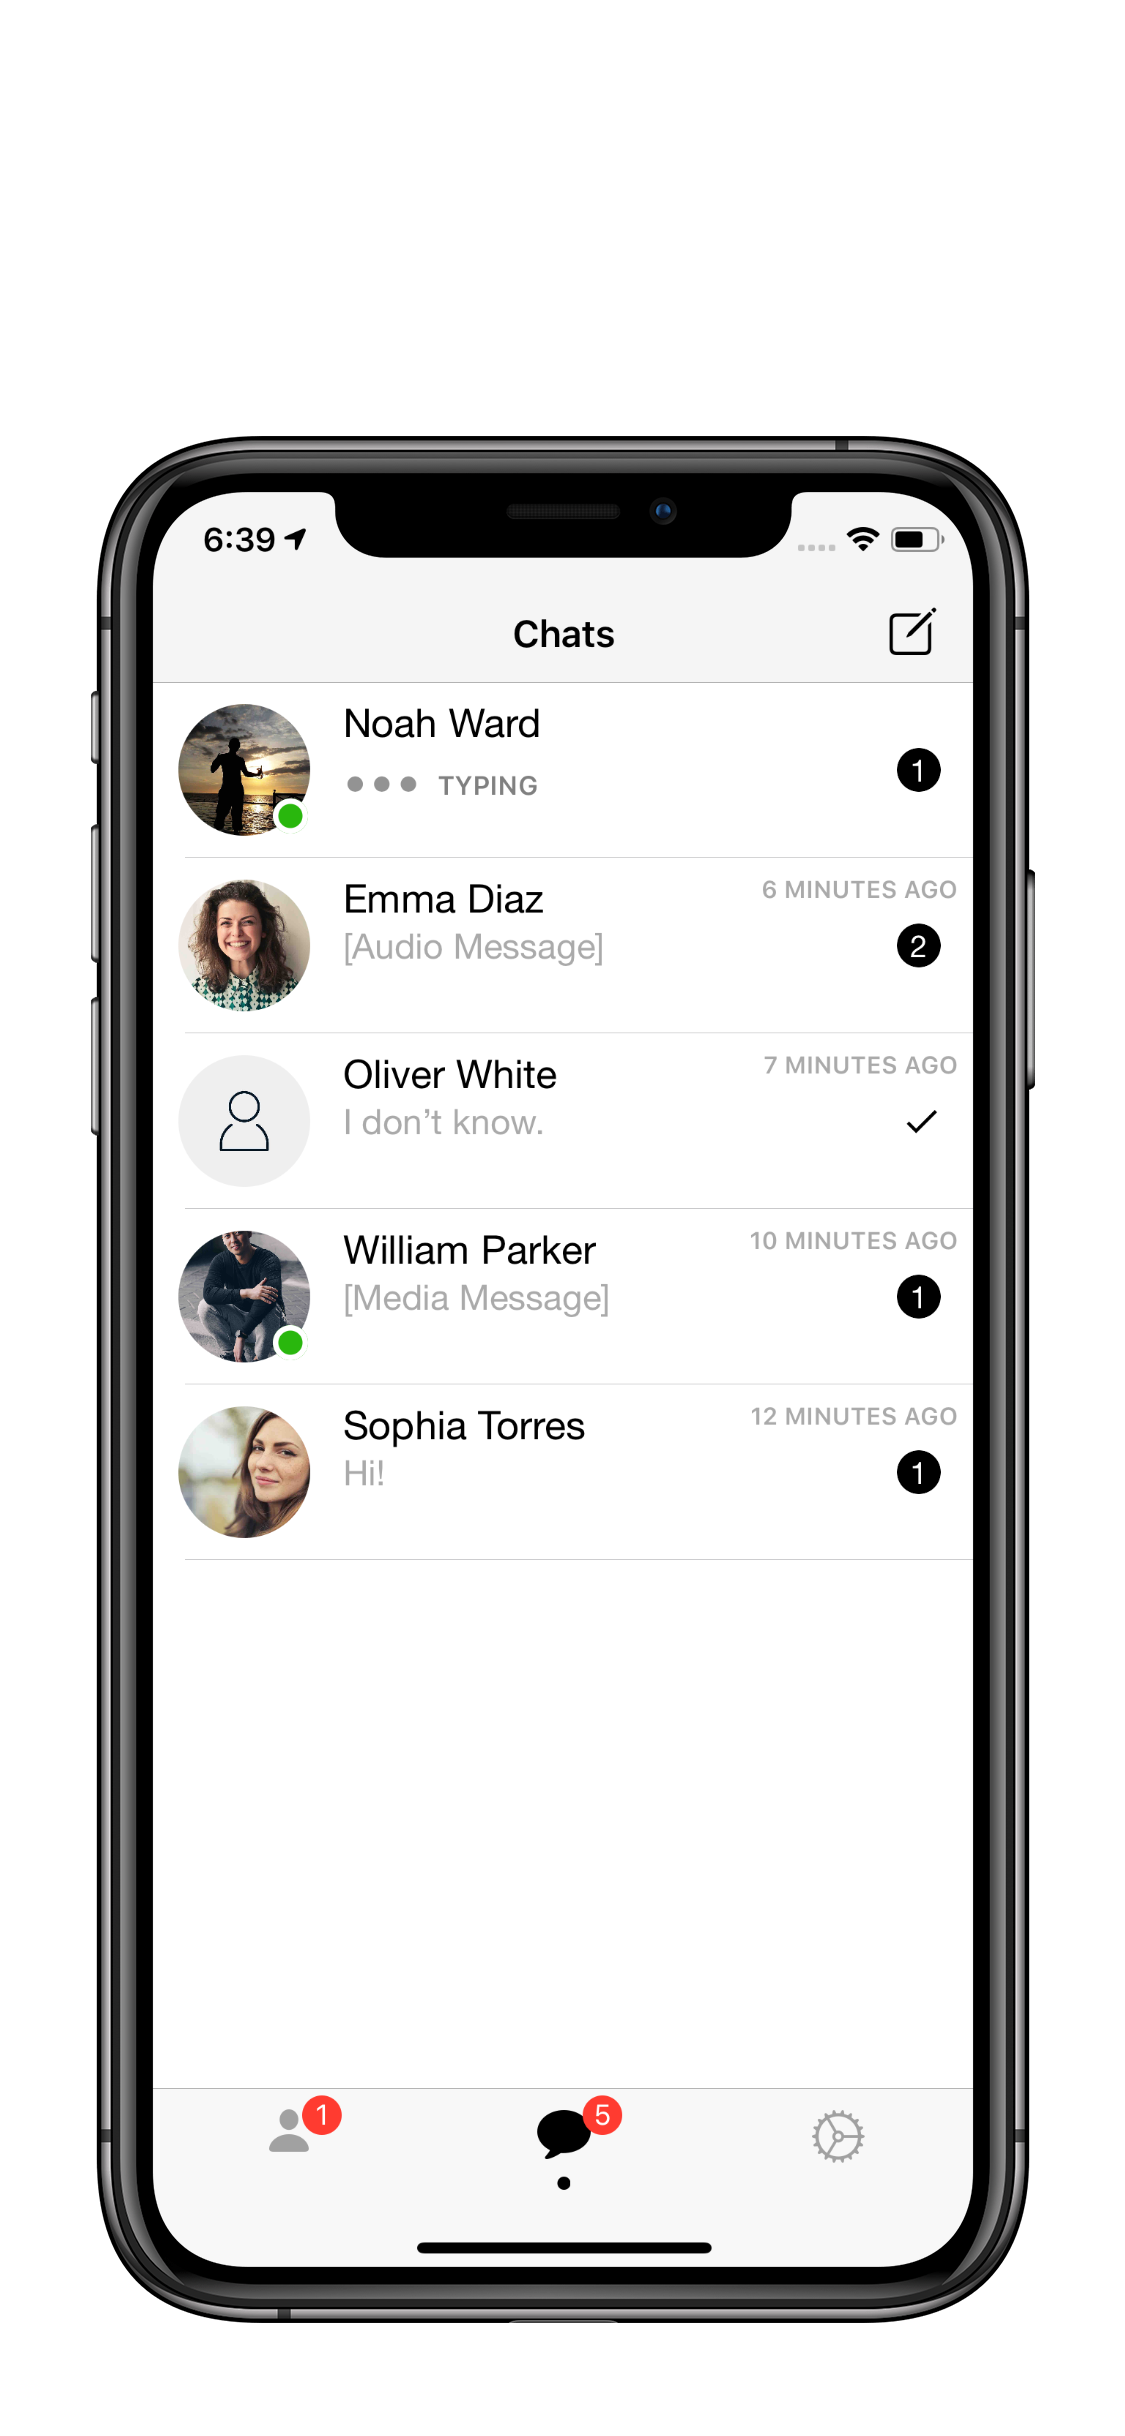 6:39
Chats
Noah Ward
TYPING
1
6 MINUTES AGO
Emma Diaz
[Audio Message]
2
7 MINUTES AGO
Oliver White
I don’t know.
10 MINUTES AGO
William Parker
[Media Message]
1
12 MINUTES AGO
Sophia Torres
Hi!
1
1
5